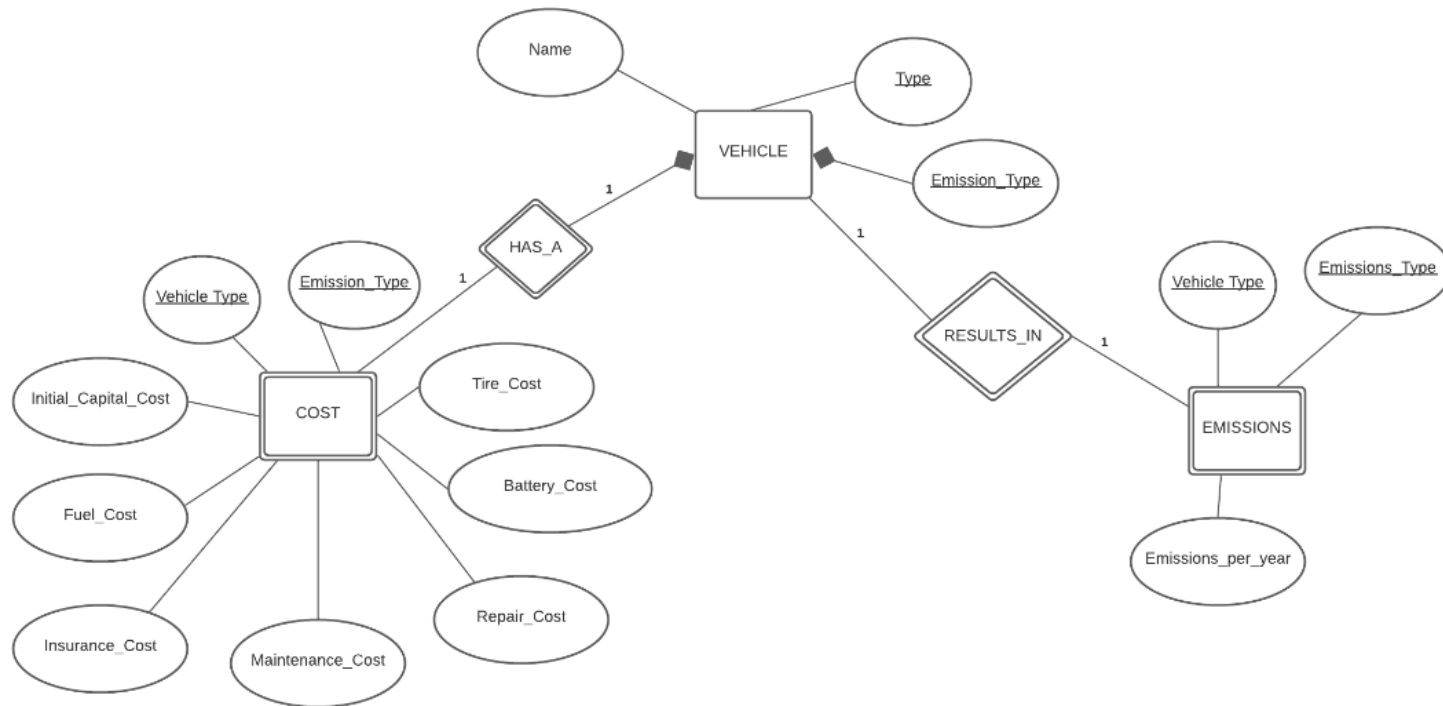 Name
Type
VEHICLE
Emission_Type
1
1
HAS_A
1
Vehicle Type
Emission_Type
1
Emissions_Type
Vehicle Type
RESULTS_IN
1
Initial_Capital_Cost
Tire_Cost
COST
EMISSIONS
Battery_Cost
Fuel_Cost
Emissions_per_year
Repair_Cost
Insurance_Cost
Maintenance_Cost